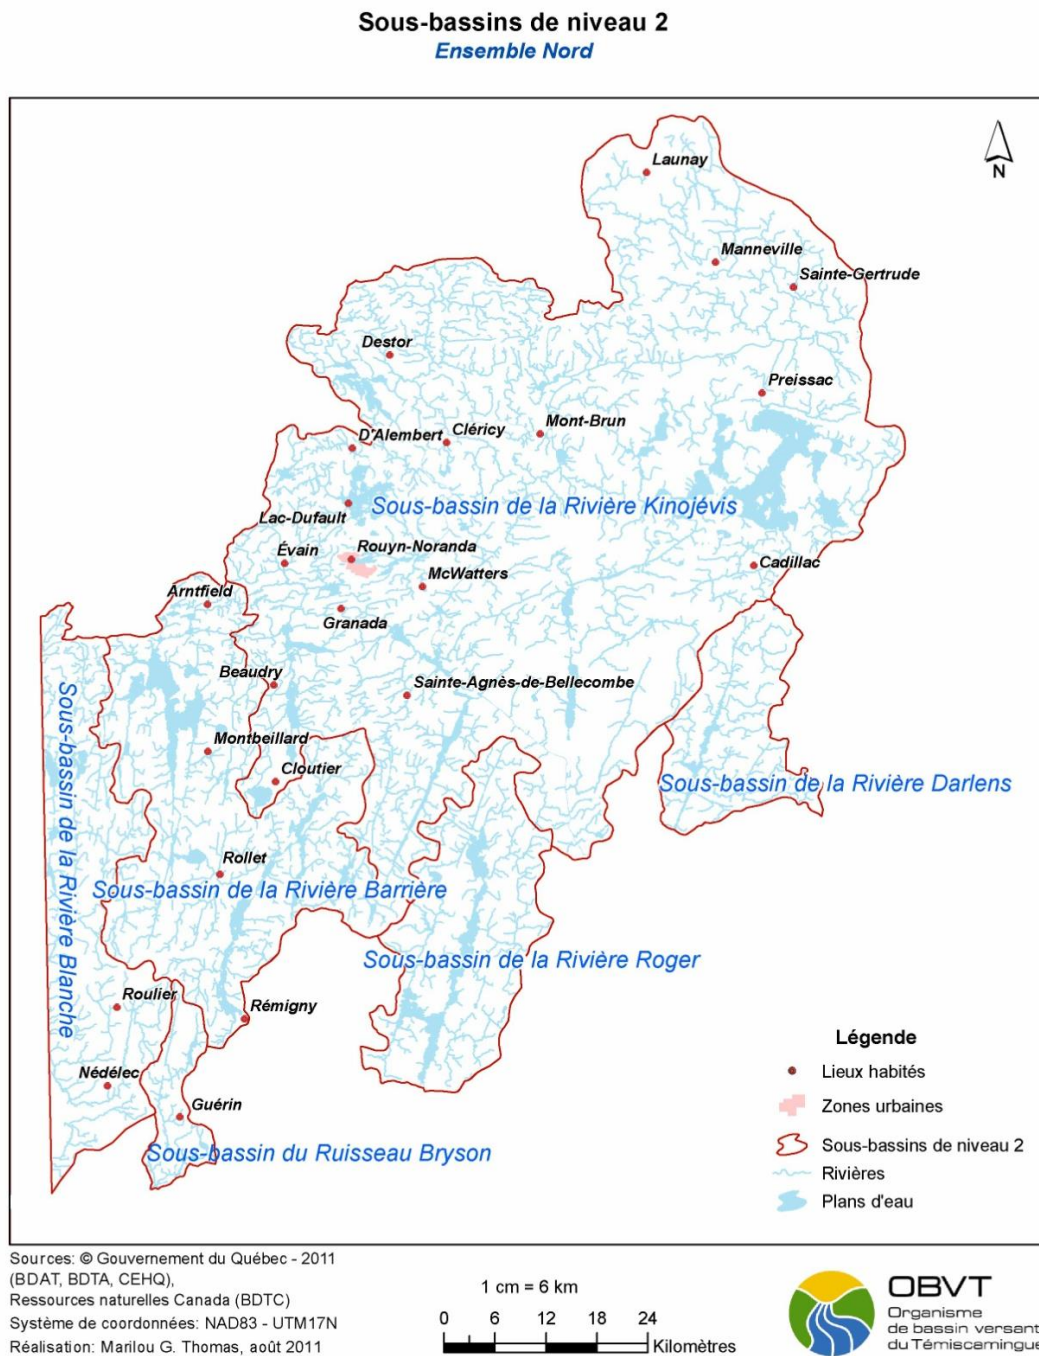 Sous-bassins de niveau 2
Ensemble Nord
N
Launay
Manneville
Sainte-Gertrude
Destor
Preissac
Mont-Brun
D'Alembert
Cléricy
Sous-bassin de la Rivière Kinojévis
Lac-Dufault
Rouyn-Noranda
Évain
McWatters
Cadillac
Arntfield
Granada
Beaudry
Sainte-Agnès-de-Bellecombe
Sous-bassin de la Rivière Blanche
Montbeillard
Cloutier
Sous-bassin de la Rivière Darlens
Rollet
Sous-bassin de la Rivière Barrière
Sous-bassin de la Rivière Roger
Roulier
Rémigny
Nédélec
Guérin
Sous-bassin du Ruisseau Bryson
Légende
Lieux habités
Zones urbaines
Sous-bassins de niveau 2
Rivières
Plans d'eau
Sources: © Gouvernement du Québec - 2011
(BDAT, BDTA, CEHQ),
Ressources naturelles Canada (BDTC)
Système de coordonnées: NAD83 - UTM17N
Réalisation: Marilou G. Thomas, août 2011
1 cm = 6 km
0 6 12 18 24
Kilomètres
OBVT
Organisme
de bassin versant
du Témiscamingue